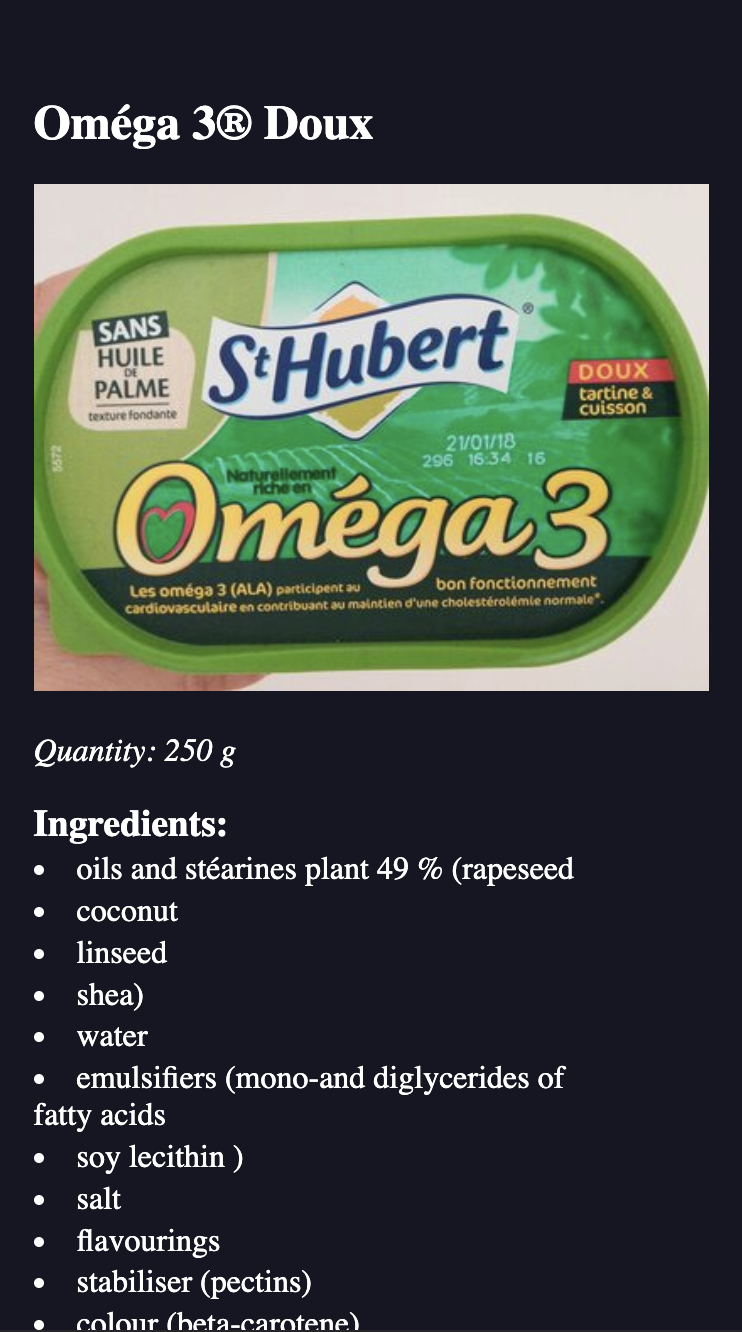 Oméga 3® Doux
SANS
HUILE
DE
PALME
texture fondante
St Hubert®
DOUX
tartine &
cuisson
5572
21/01/18
296 16:34 16
Naturellement
riche en
Oméga 3
Les oméga 3 (ALA) participent au bon fonctionnement
cardiovasculaire en contribuant au maintien d'une cholestérolémie normale*.
Quantity: 250 g
Ingredients:
• oils and stéarines plant 49 % (rapeseed
• coconut
• linseed
• shea)
• water
• emulsifiers (mono-and diglycerides of
fatty acids
• soy lecithin )
• salt
• flavourings
• stabiliser (pectins)
• colour (beta-carotene)